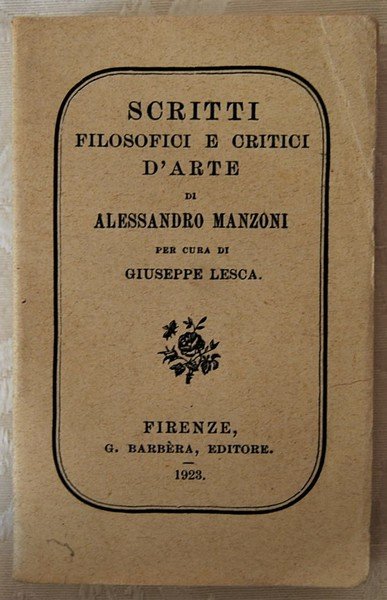 SCRITTI
FILOSOFICI E CRITICI
D'ARTE
DI
ALESSANDRO MANZONI
PER CURA DI
GIUSEPPE LESCA.
FIRENZE,
G. BARBÈRA, EDITORE.
—
1923.